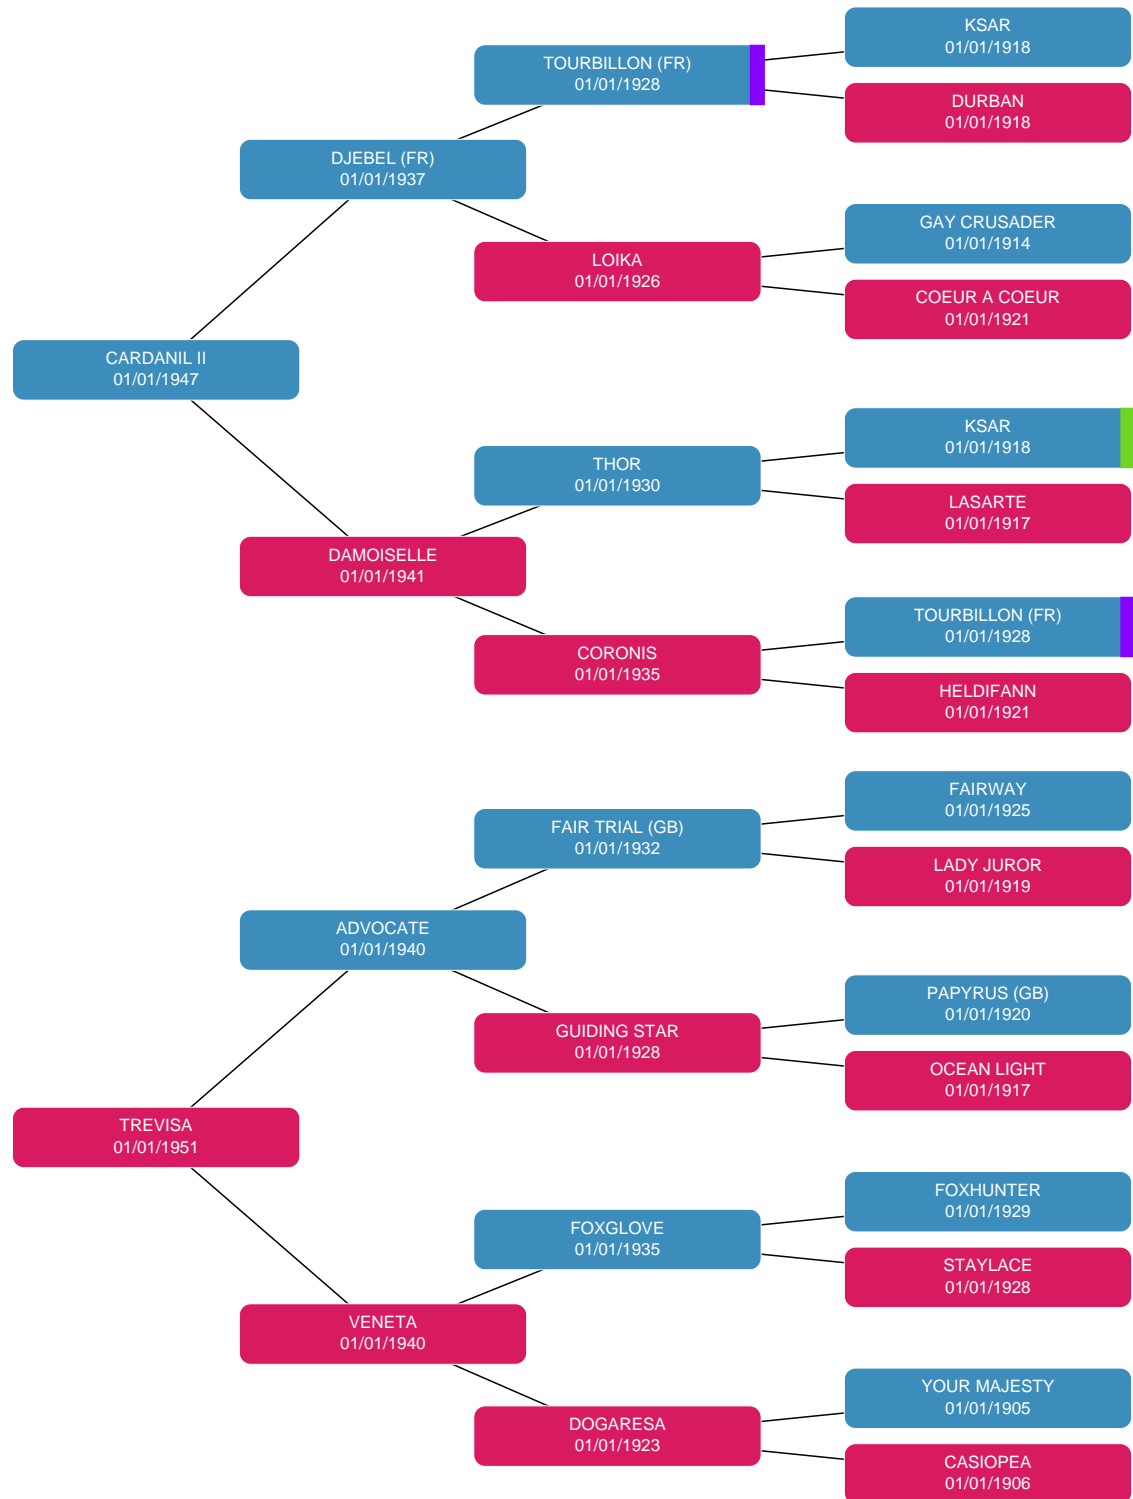 KSAR
01/01/1918
TOURBILLON (FR)
01/01/1928
DURBAN
01/01/1918
DJEBEL (FR)
01/01/1937
GAY CRUSADER
01/01/1914
LOIKA
01/01/1926
COEUR A COEUR
01/01/1921
CARDANIL II
01/01/1947
KSAR
01/01/1918
THOR
01/01/1930
LASARTE
01/01/1917
DAMOISELLE
01/01/1941
TOURBILLON (FR)
01/01/1928
CORONIS
01/01/1935
HELDIFANN
01/01/1921
FAIRWAY
01/01/1925
FAIR TRIAL (GB)
01/01/1932
LADY JUROR
01/01/1919
ADVOCATE
01/01/1940
PAPYRUS (GB)
01/01/1920
GUIDING STAR
01/01/1928
OCEAN LIGHT
01/01/1917
TREVISA
01/01/1951
FOXHUNTER
01/01/1929
FOXGLOVE
01/01/1935
STAYLACE
01/01/1928
VENETA
01/01/1940
YOUR MAJESTY
01/01/1905
DOGARESA
01/01/1923
CASIOPEA
01/01/1906